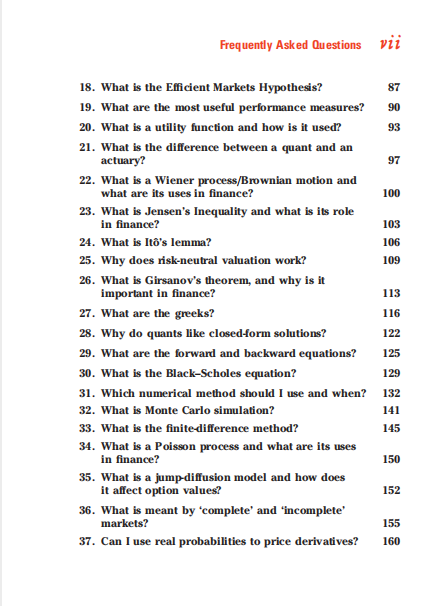 Frequently Asked Questions vii
18. What is the Efficient Markets Hypothesis? 87
19. What are the most useful performance measures? 90
20. What is a utility function and how is it used? 93
21. What is the difference between a quant and an
actuary? 97
22. What is a Wiener process/Brownian motion and
what are its uses in finance? 100
23. What is Jensen's Inequality and what is its role
in finance? 103
24. What is Itô's lemma? 106
25. Why does risk-neutral valuation work? 109
26. What is Girsanov's theorem, and why is it
important in finance? 113
27. What are the greeks? 116
28. Why do quants like closed-form solutions? 122
29. What are the forward and backward equations? 125
30. What is the Black–Scholes equation? 129
31. Which numerical method should I use and when? 132
32. What is Monte Carlo simulation? 141
33. What is the finite-difference method? 145
34. What is a Poisson process and what are its uses
in finance? 150
35. What is a jump-diffusion model and how does
it affect option values? 152
36. What is meant by ‘complete’ and ‘incomplete’
markets? 155
37. Can I use real probabilities to price derivatives? 160